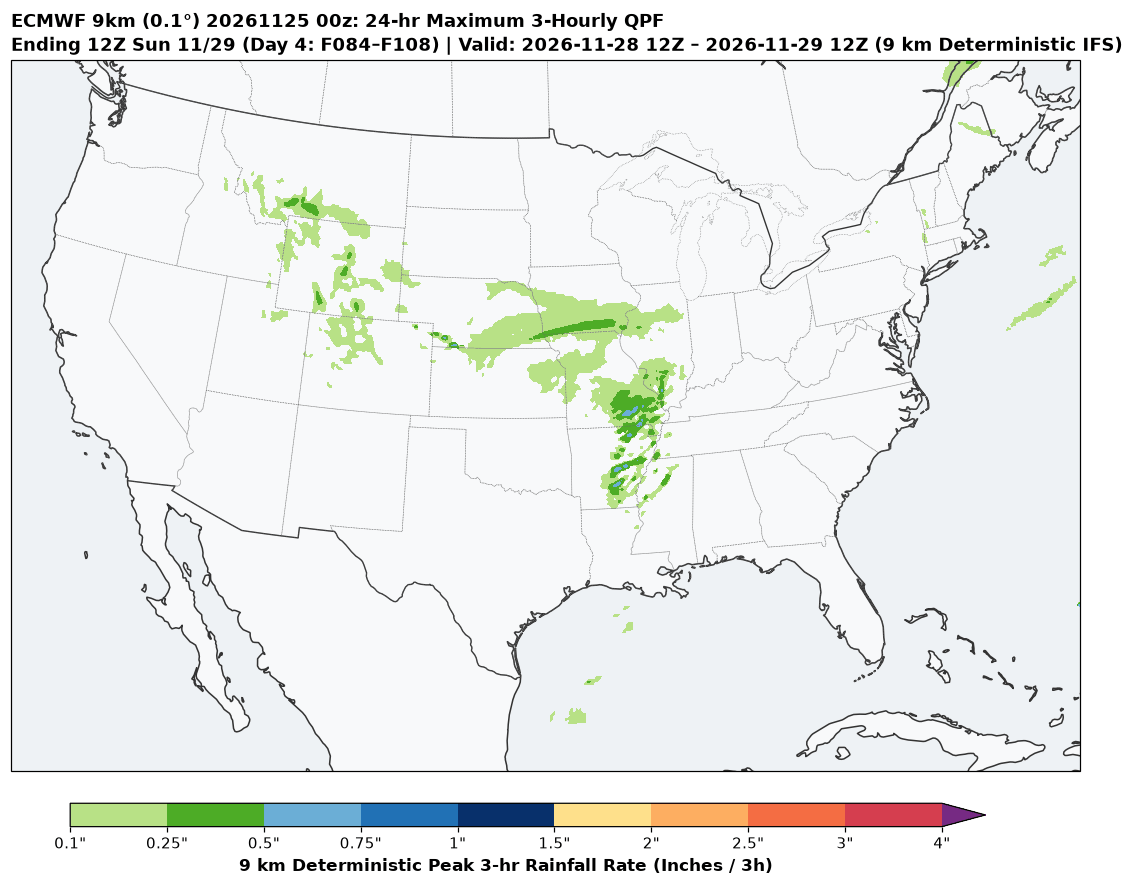 ECMWF 9km (0.1°) 20261125 00z: 24-hr Maximum 3-Hourly QPF
Ending 12Z Sun 11/29 (Day 4: F084–F108) | Valid: 2026-11-28 12Z – 2026-11-29 12Z (9 km Deterministic IFS)
0.1" 0.25" 0.5" 0.75" 1" 1.5" 2" 2.5" 3" 4"
9 km Deterministic Peak 3-hr Rainfall Rate (Inches / 3h)